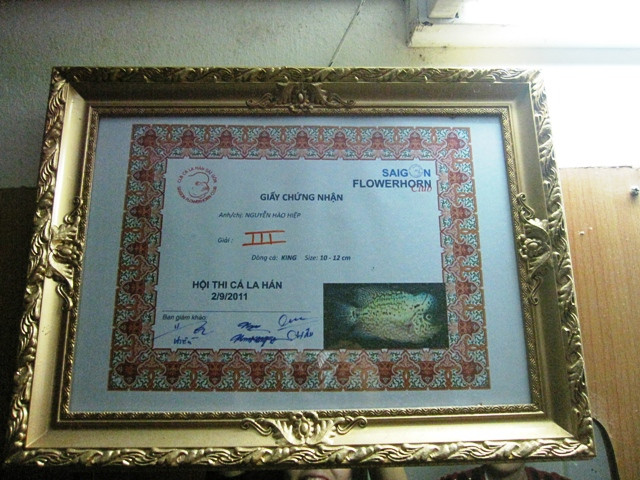 SAIGON
FLOWERHORN
Club
GIẤY CHỨNG NHẬN
Anh/chị: NGUYỄN HÀO HIỆP
Giải : III
Dòng cá: KING Size: 10 - 12 cm
HỘI THI CÁ LA HÁN
2/9/2011
Ban giám khảo: